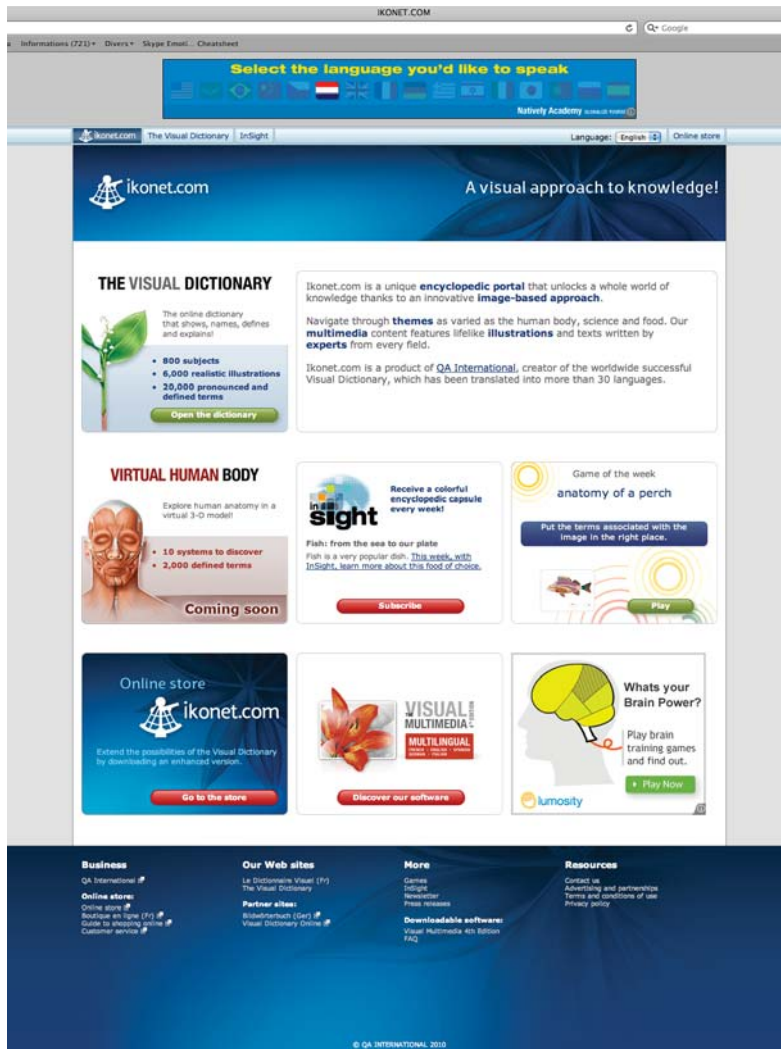 IKONET.COM
Google
Informations (721)
Divers
Skype Emoti... Cheatsheet
Select the language you'd like to speak
Natively Academy
ikonet.com
The Visual Dictionary
InSight
Language: English
Online store
ikonet.com
A visual approach to knowledge!
THE VISUAL DICTIONARY
The online dictionary
that shows, names, defines
and explains!
• 800 subjects
• 6,000 realistic illustrations
• 20,000 pronounced and
defined terms
Open the dictionary
Ikonet.com is a unique encyclopedic portal that unlocks a whole world of
knowledge thanks to an innovative image-based approach.
Navigate through themes as varied as the human body, science and food. Our
multimedia content features lifelike illustrations and texts written by
experts from every field.
Ikonet.com is a product of QA International, creator of the worldwide successful
Visual Dictionary, which has been translated into more than 30 languages.
VIRTUAL HUMAN BODY
Explore human anatomy in a
virtual 3-D model!
• 10 systems to discover
• 2,000 defined terms
Coming soon
in sight
Receive a colorful
encyclopedic capsule
every week!
Fish: from the sea to our plate
Fish is a very popular dish. This week, with
InSight, learn more about this food of choice.
Subscribe
Game of the week
anatomy of a perch
Put the terms associated with the
image in the right place.
Play
Online store
ikonet.com
Extend the possibilities of the Visual Dictionary
by downloading an enhanced version.
Go to the store
VISUAL
MULTIMEDIA
MULTILINGUAL
FRENCH • ENGLISH • SPANISH
GERMAN • ITALIAN
Discover our software
Whats your
Brain Power?
Play brain
training games
and find out.
Play Now
lumosity
Business
QA International
Online store:
Online store
Boutique en ligne (Fr)
Guide to shopping online
Customer service
Our Web sites
Le Dictionnaire Visuel (Fr)
The Visual Dictionary
Partner sites:
Bildwörterbuch (Ger)
Visual Dictionary Online
More
Games
InSight
Newsletter
Press releases
Downloadable software:
Visual Multimedia 4th Edition
FAQ
Resources
Contact us
Advertising and partnerships
Terms and conditions of use
Privacy policy
© QA INTERNATIONAL 2010